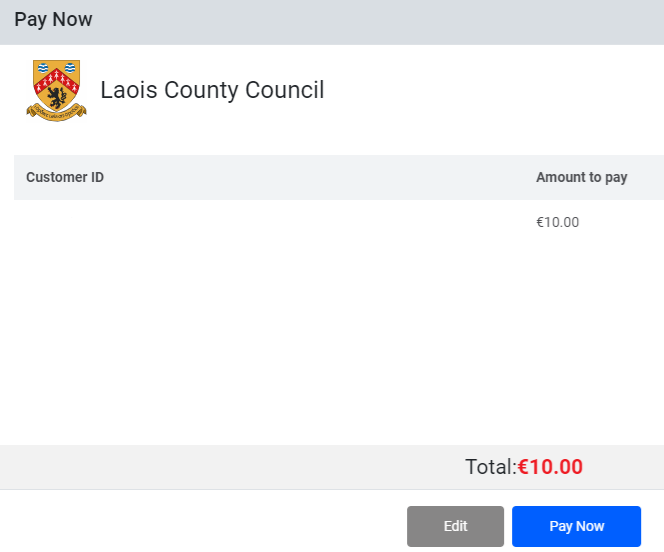 Pay Now
Laois County Council
Customer ID Amount to pay
€10.00
Total:€10.00
Edit Pay Now